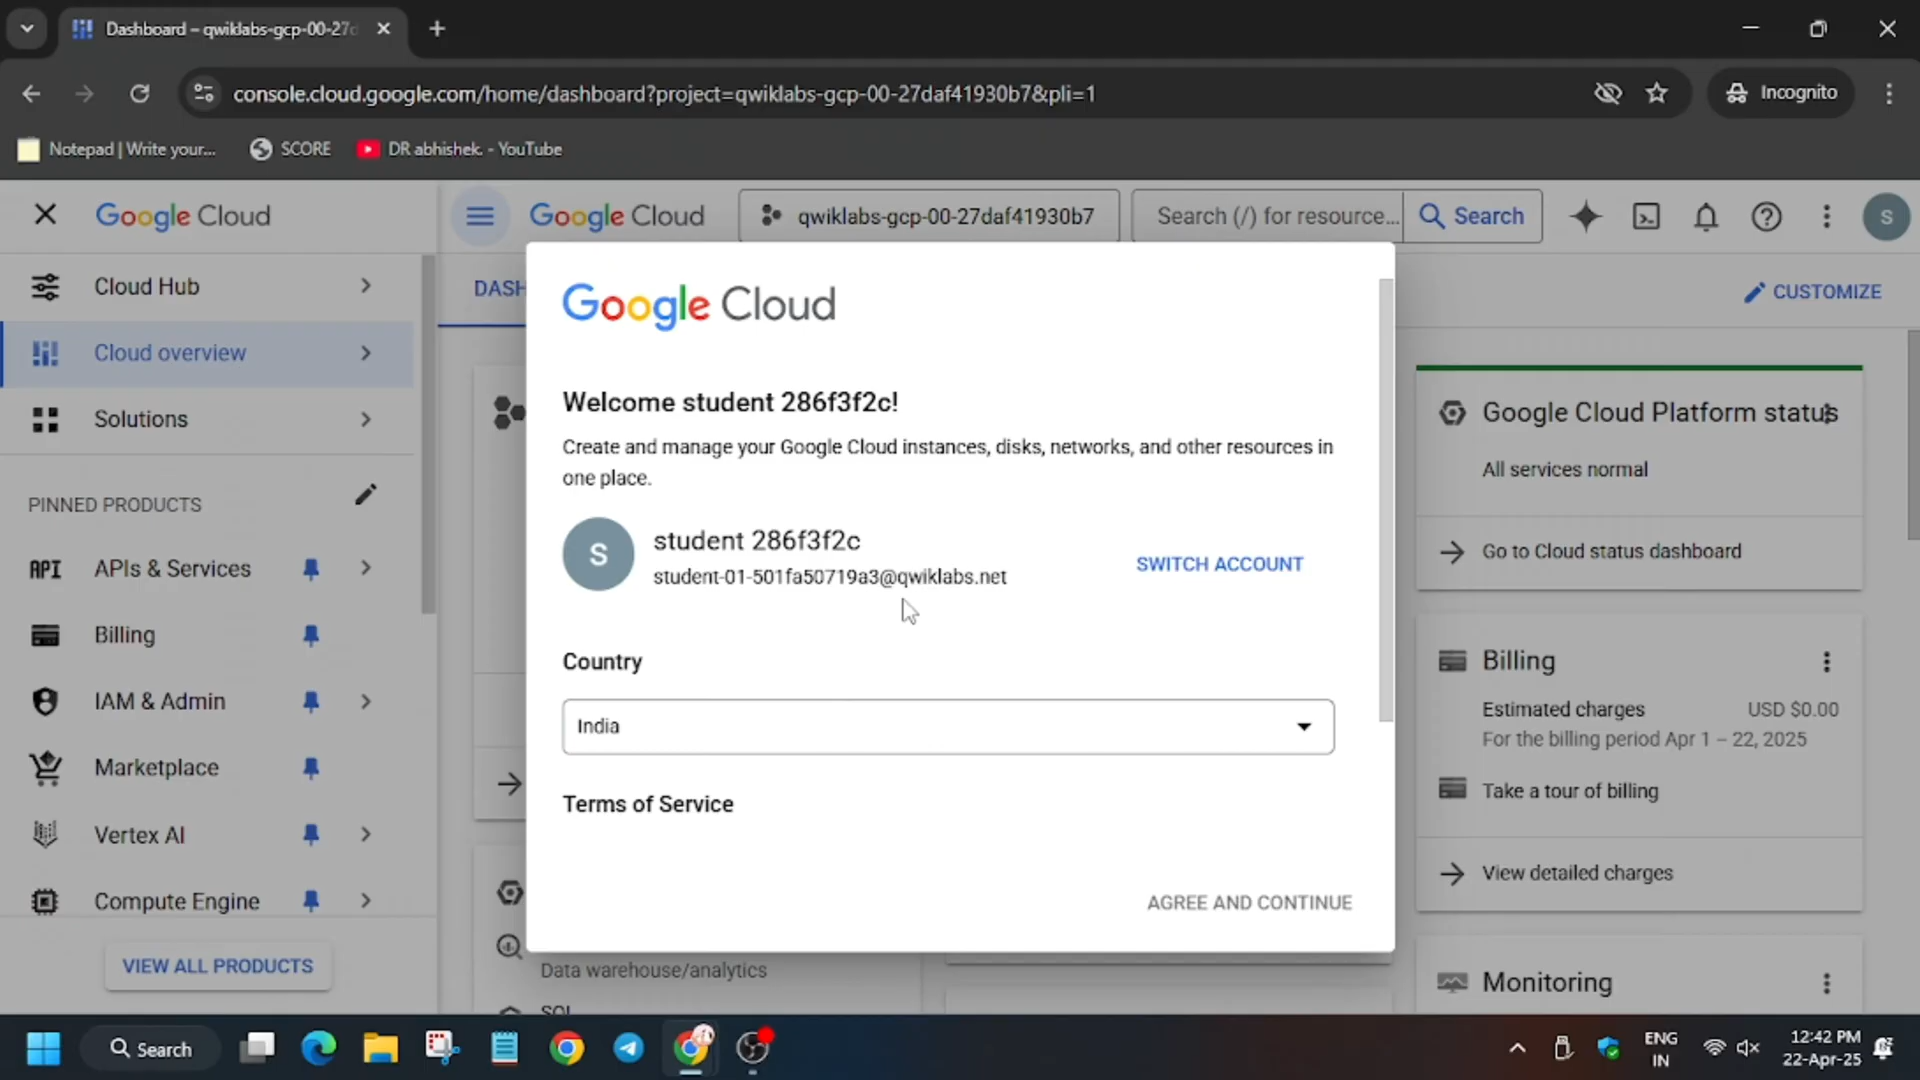 Dashboard – qwiklabs-gcp-00-27d
console.cloud.google.com/home/dashboard?project=qwiklabs-gcp-00-27daf41930b7&pli=1
Incognito
Notepad | Write your...
SCORE
DR abhishek. - YouTube
Google Cloud
Google Cloud
qwiklabs-gcp-00-27daf41930b7
Search (/) for resource...
Search
S
Cloud Hub
Cloud overview
Solutions
PINNED PRODUCTS
API
APIs & Services
Billing
IAM & Admin
Marketplace
Vertex AI
Compute Engine
VIEW ALL PRODUCTS
DASH
CUSTOMIZE
Google Cloud
Welcome student 286f3f2c!
Create and manage your Google Cloud instances, disks, networks, and other resources in
one place.
S
student 286f3f2c
student-01-501fa50719a3@qwiklabs.net
SWITCH ACCOUNT
Country
India
Terms of Service
AGREE AND CONTINUE
Data warehouse/analytics
SQL
Google Cloud Platform status
All services normal
Go to Cloud status dashboard
Billing
Estimated charges
USD $0.00
For the billing period Apr 1 – 22, 2025
Take a tour of billing
View detailed charges
Monitoring
Search
ENG
IN
12:42 PM
22-Apr-25